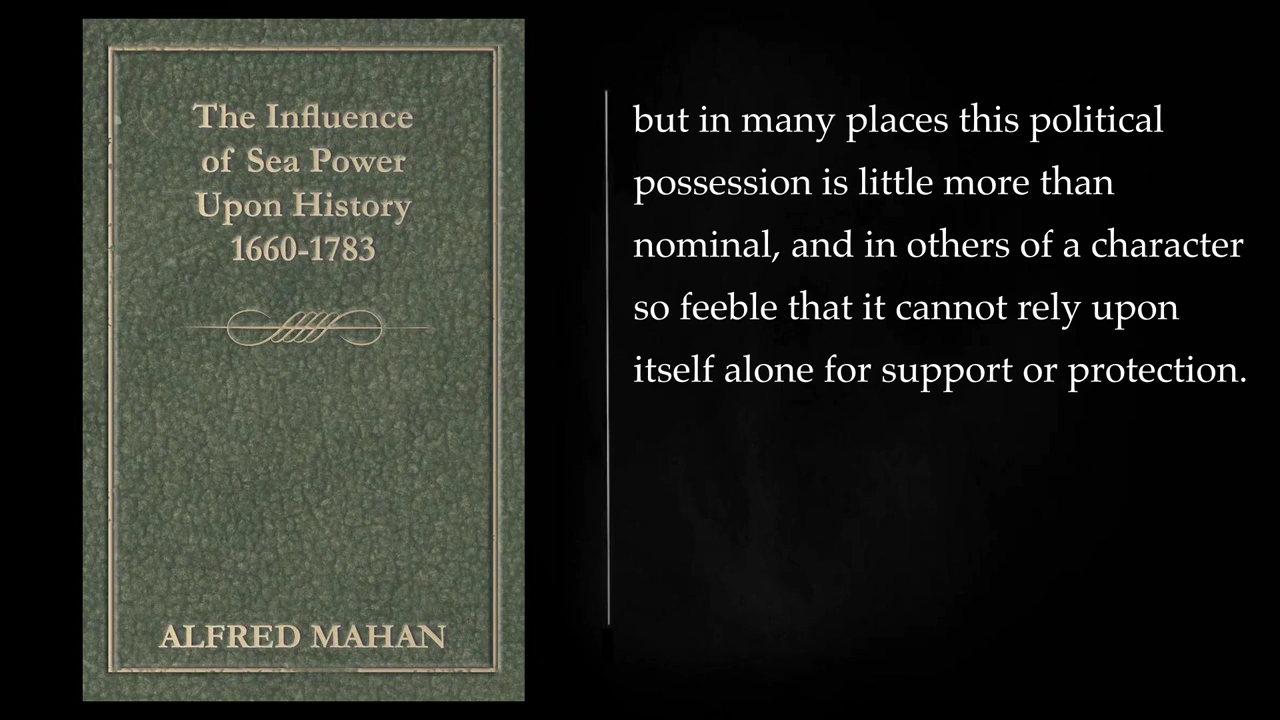 The Influence
of Sea Power
Upon History
1660-1783
ALFRED MAHAN
but in many places this political
possession is little more than
nominal, and in others of a character
so feeble that it cannot rely upon
itself alone for support or protection.